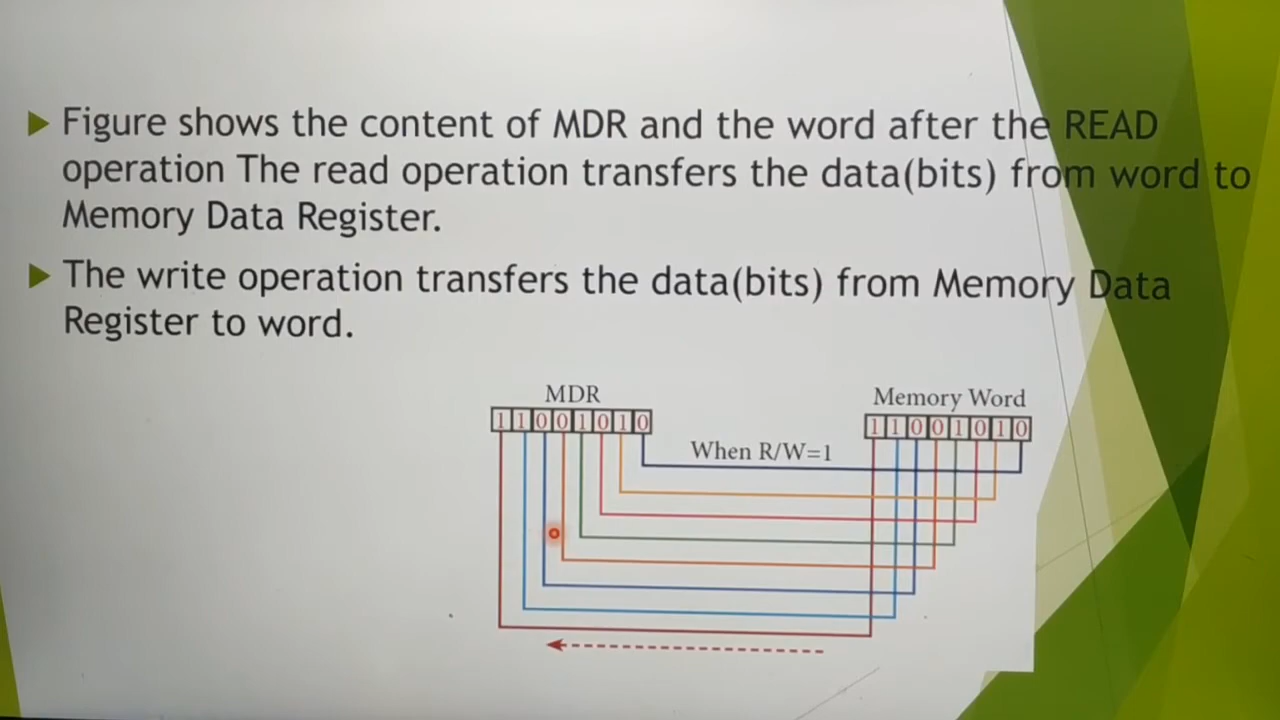 Figure shows the content of MDR and the word after the READ
operation The read operation transfers the data(bits) from word to
Memory Data Register.
The write operation transfers the data(bits) from Memory Data
Register to word.
MDR
Memory Word
1 1 0 0 1 0 1 0
1 1 0 0 1 0 1 0
When R/W=1